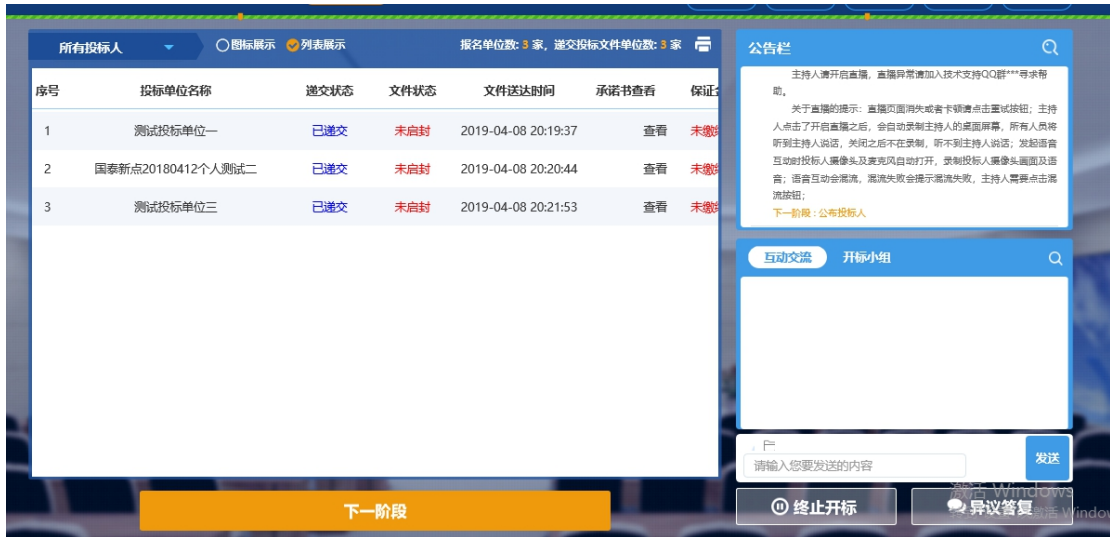 所有投标人
图标展示
列表展示
报名单位数: 3 家, 递交投标文件单位数: 3 家
序号 投标单位名称 递交状态 文件状态 文件送达时间 承诺书查看 保证
1 测试投标单位一 已递交 未启封 2019-04-08 20:19:37 查看 未缴
2 国泰新点20180412个人测试二 已递交 未启封 2019-04-08 20:20:44 查看 未缴
3 测试投标单位三 已递交 未启封 2019-04-08 20:21:53 查看 未缴
下一阶段
公告栏
主持人请开启直播，直播异常请加入技术支持QQ群***寻求帮
助。
关于直播的提示：直播页面消失或者卡顿请点击重试按钮；主持
人点击了开启直播之后，会自动录制主持人的桌面屏幕，所有人员将
听到主持人说话，关闭之后不在录制，听不到主持人说话；发起语音
互动时投标人摄像头及麦克风自动打开，录制投标人摄像头画面及语
音；语音互动会混流，混流失败会提示混流失败，主持人需要点击混
流按钮；
下一阶段 : 公布投标人
互动交流 开标小组
请输入您要发送的内容
发送
终止开标
异议答复
激活 Windows